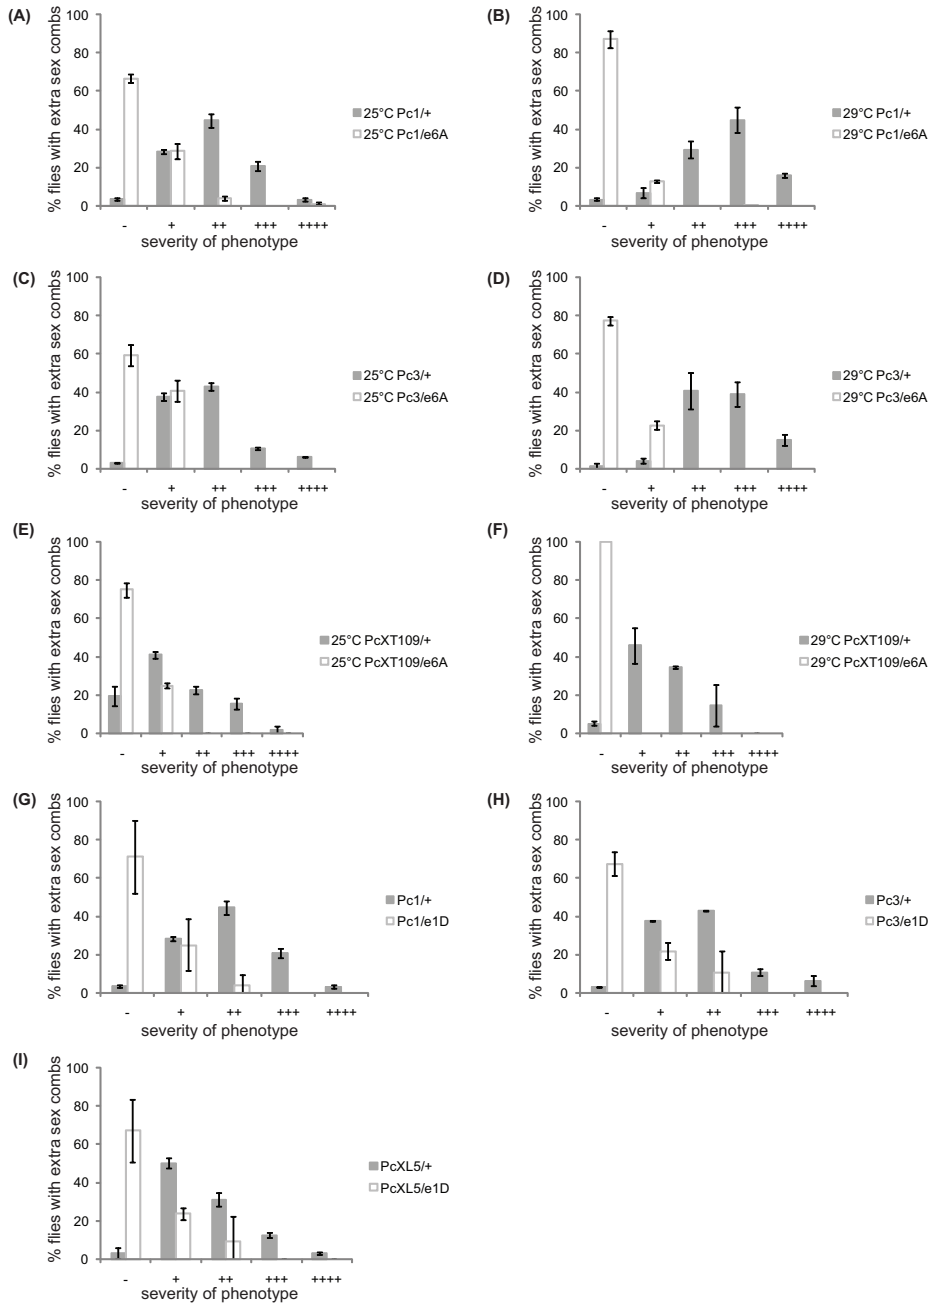 (A)
% flies with extra sex combs
100
80
60
40
20
0
- + ++ +++ ++++
severity of phenotype
25°C Pc1/+
25°C Pc1/e6A
(B)
% flies with extra sex combs
100
80
60
40
20
0
- + ++ +++ ++++
severity of phenotype
29°C Pc1/+
29°C Pc1/e6A
(C)
% flies with extra sex combs
100
80
60
40
20
0
- + ++ +++ ++++
severity of phenotype
25°C Pc3/+
25°C Pc3/e6A
(D)
% flies with extra sex combs
100
80
60
40
20
0
- + ++ +++ ++++
severity of phenotype
29°C Pc3/+
29°C Pc3/e6A
(E)
% flies with extra sex combs
100
80
60
40
20
0
- + ++ +++ ++++
severity of phenotype
25°C PcXT109/+
25°C PcXT109/e6A
(F)
% flies with extra sex combs
100
80
60
40
20
0
- + ++ +++ ++++
severity of phenotype
29°C PcXT109/+
29°C PcXT109/e6A
(G)
% flies with extra sex combs
100
80
60
40
20
0
- + ++ +++ ++++
severity of phenotype
Pc1/+
Pc1/e1D
(H)
% flies with extra sex combs
100
80
60
40
20
0
- + ++ +++ ++++
severity of phenotype
Pc3/+
Pc3/e1D
(I)
% flies with extra sex combs
100
80
60
40
20
0
- + ++ +++ ++++
severity of phenotype
PcXL5/+
PcXL5/e1D